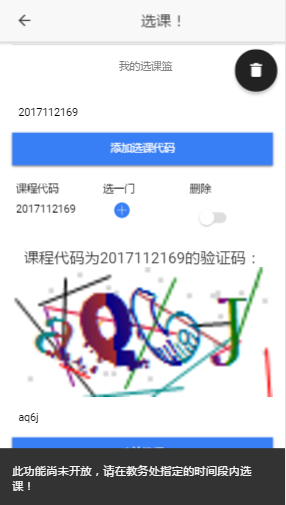 选课！
我的选课篮
2017112169
添加选课代码
课程代码 选一门 删除
2017112169
课程代码为2017112169的验证码：
aQ6J
aq6j
此功能尚未开放，请在教务处指定的时间段内选
课！